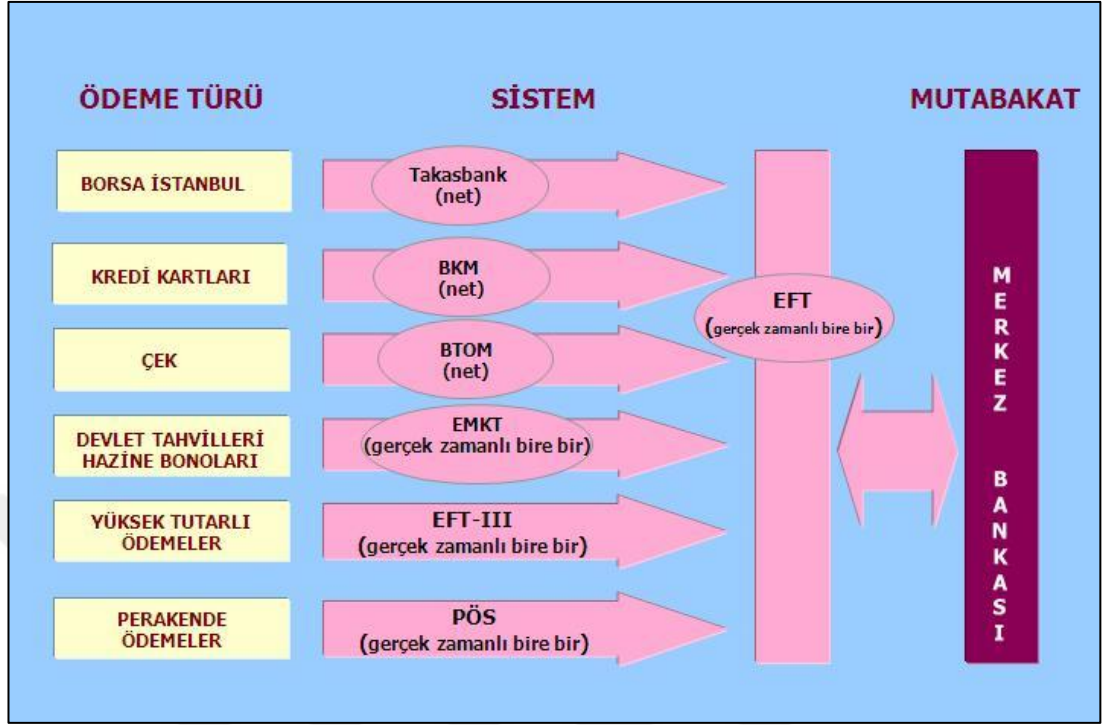 ÖDEME TÜRÜ
SİSTEM
MUTABAKAT
BORSA İSTANBUL
Takasbank
(net)
KREDİ KARTLARI
BKM
(net)
ÇEK
BTOM
(net)
DEVLET TAHVİLLERİ
HAZİNE BONOLARI
EMKT
(gerçek zamanlı bire bir)
YÜKSEK TUTARLI
ÖDEMELER
EFT-III
(gerçek zamanlı bire bir)
PERAKENDE
ÖDEMELER
PÖS
(gerçek zamanlı bire bir)
EFT
(gerçek zamanlı bire bir)
MERKEZ BANKASI